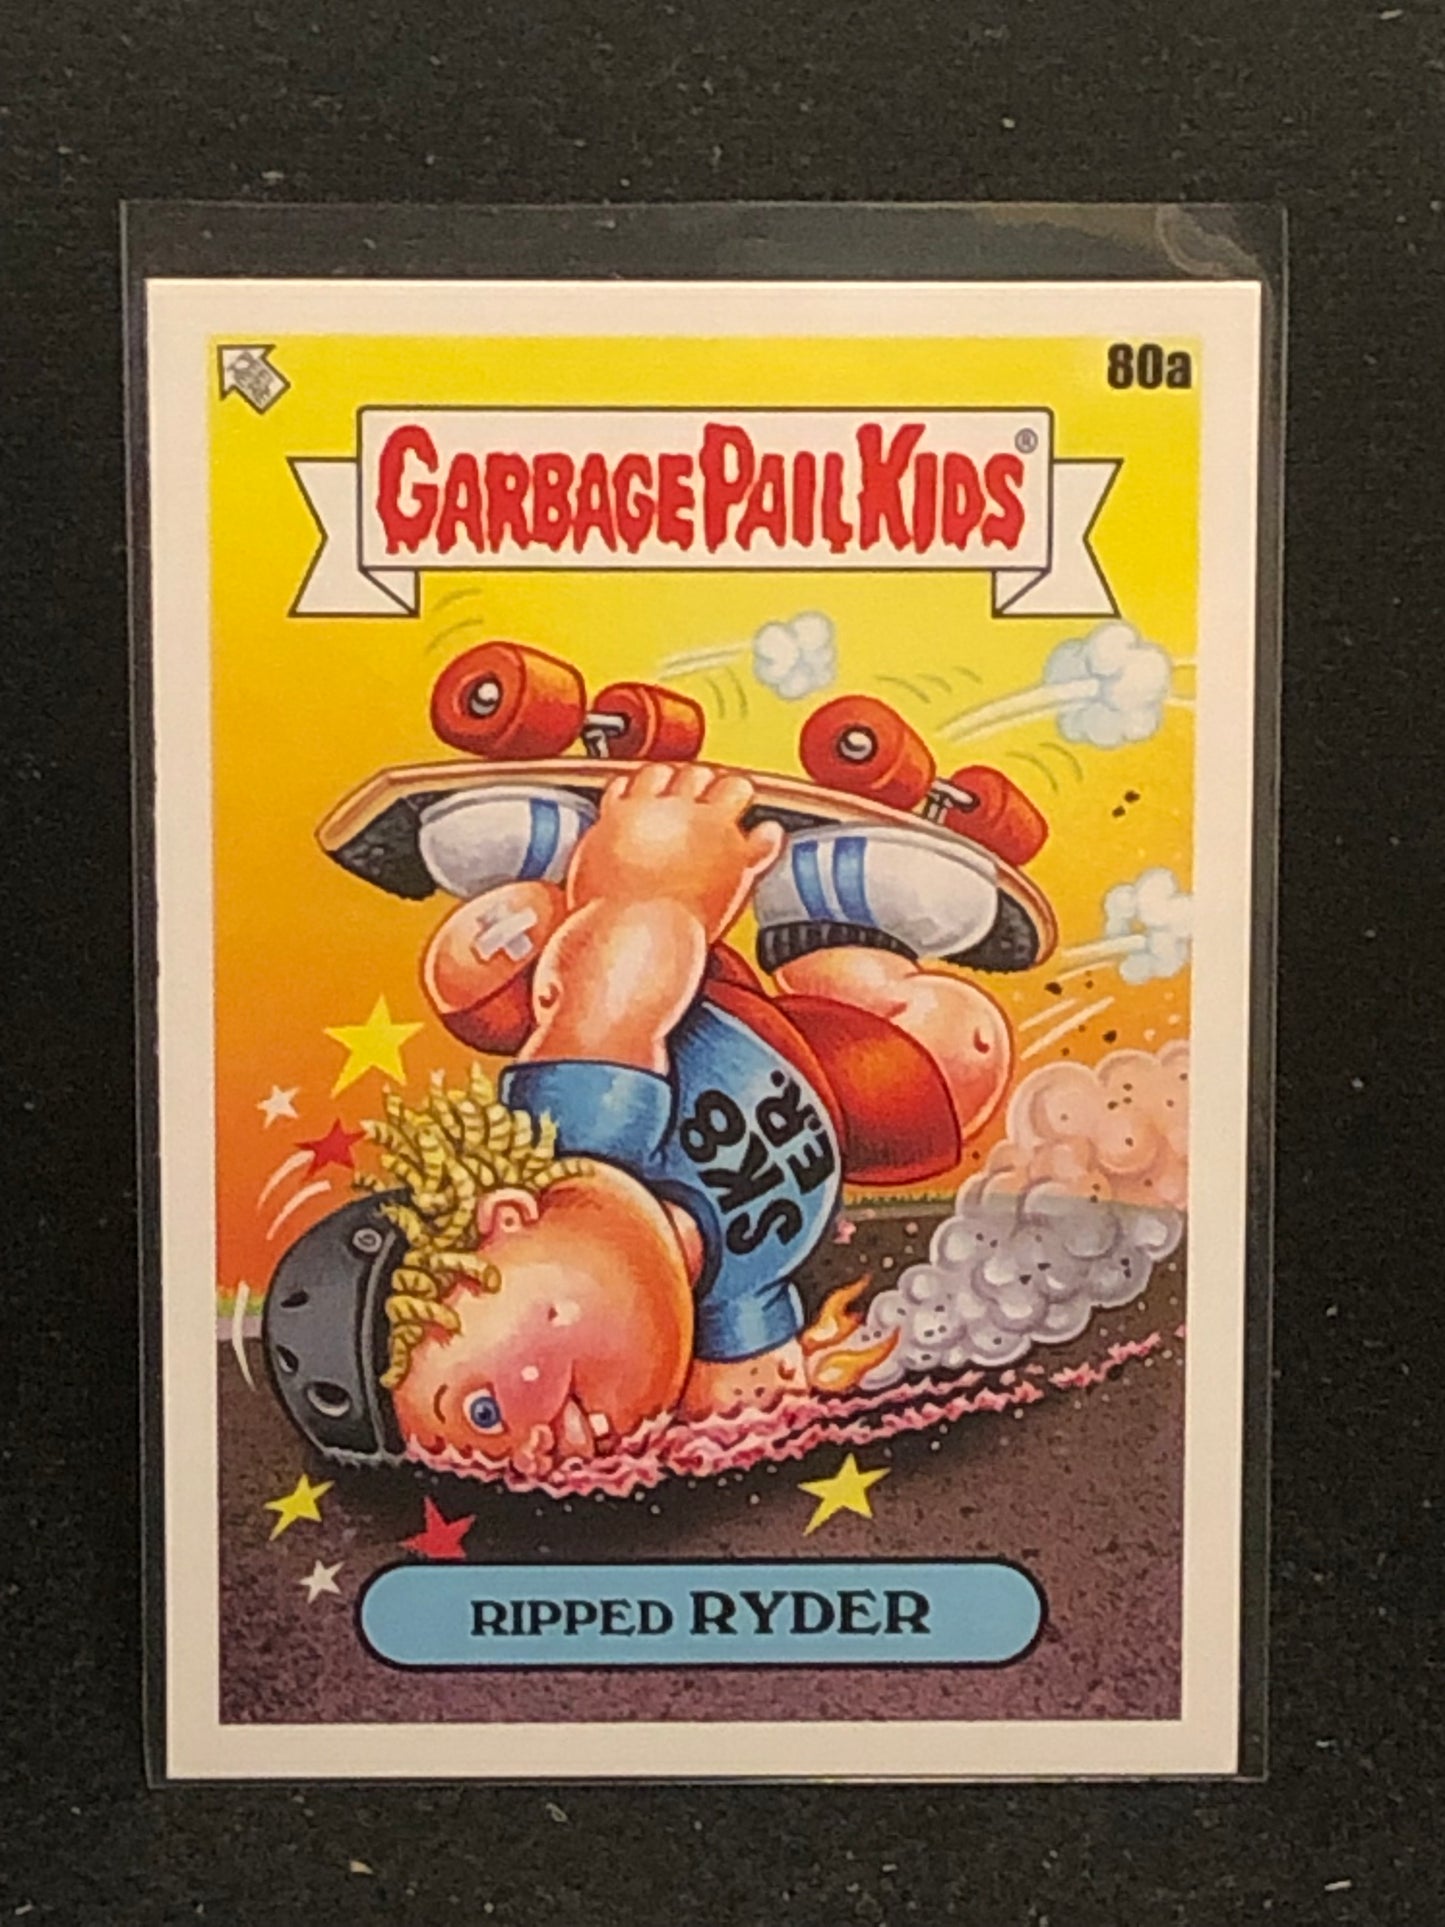 80a
GARBAGE PAIL KIDS®
SK8
ER.
RIPPED RYDER